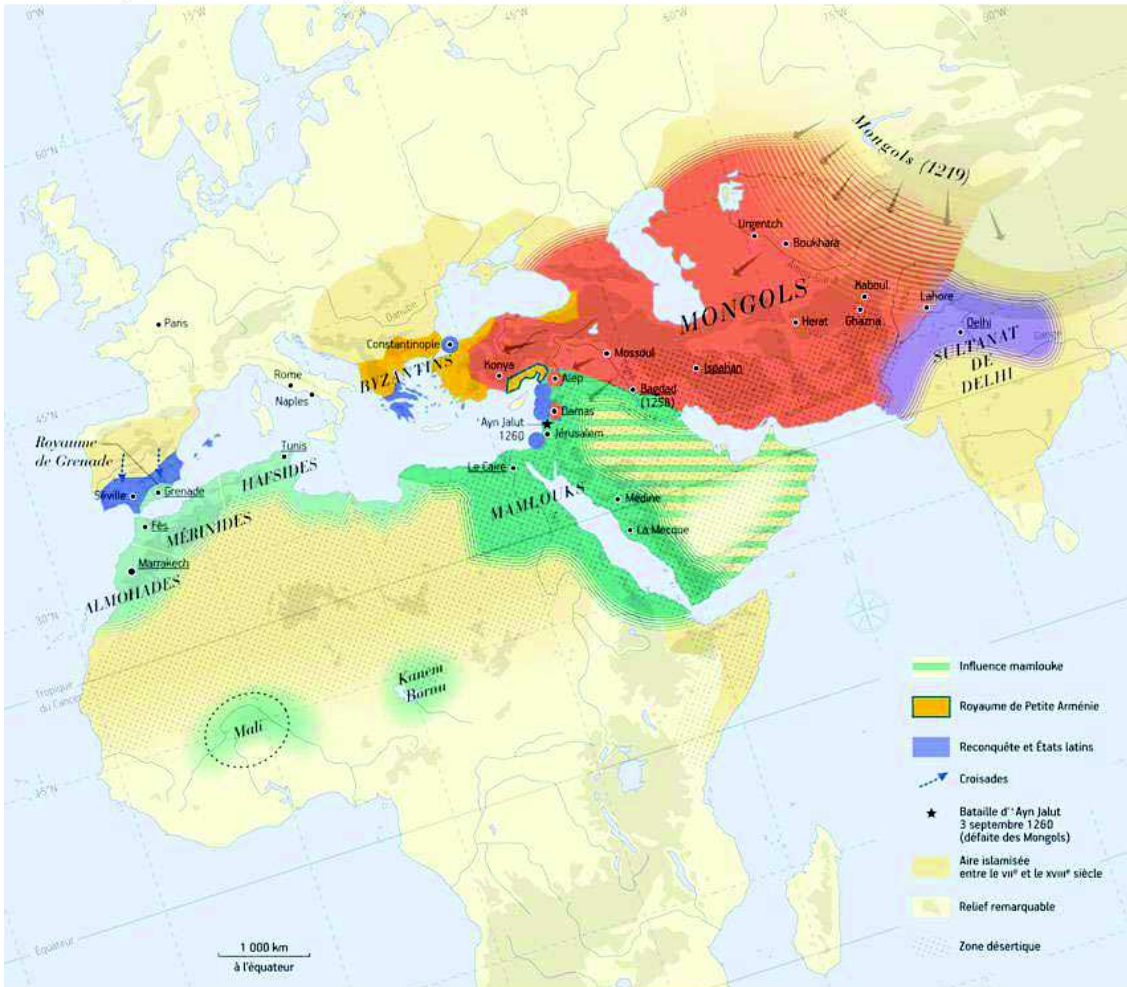 0°W
15°W
45°W
75°W
90°W
60°N
45°N
30°N
15°N
Mongols (1219)
Urgentch
Boukhara
MONGOLS
Kaboul
Ghazna
Herat
Lahore
Delhi
SULTANAT
DE
DELHI
Paris
Danube
Constantinople
BYZANTINS
Konya
Mossoul
Ispahan
Alep
Bagdad
(1258)
Damas
'Ayn Jalut
1260
Jérusalem
Rome
Naples
Royaume
de Grenade
Tunis
HAFSIDES
Séville
Grenade
Fès
MÉRINIDES
Marrakech
ALMOHADES
Le Caire
MAMLOUKS
Médine
La Mecque
N
Tropique
du Cancer
Kanem
Bornu
Mali
Équateur
1 000 km
à l'équateur
Influence mamlouke
Royaume de Petite Arménie
Reconquête et États latins
Croisades
Bataille d''Ayn Jalut
3 septembre 1260
(défaite des Mongols)
Aire islamisée
entre le VIIe et le XVIIIe siècle
Relief remarquable
Zone désertique